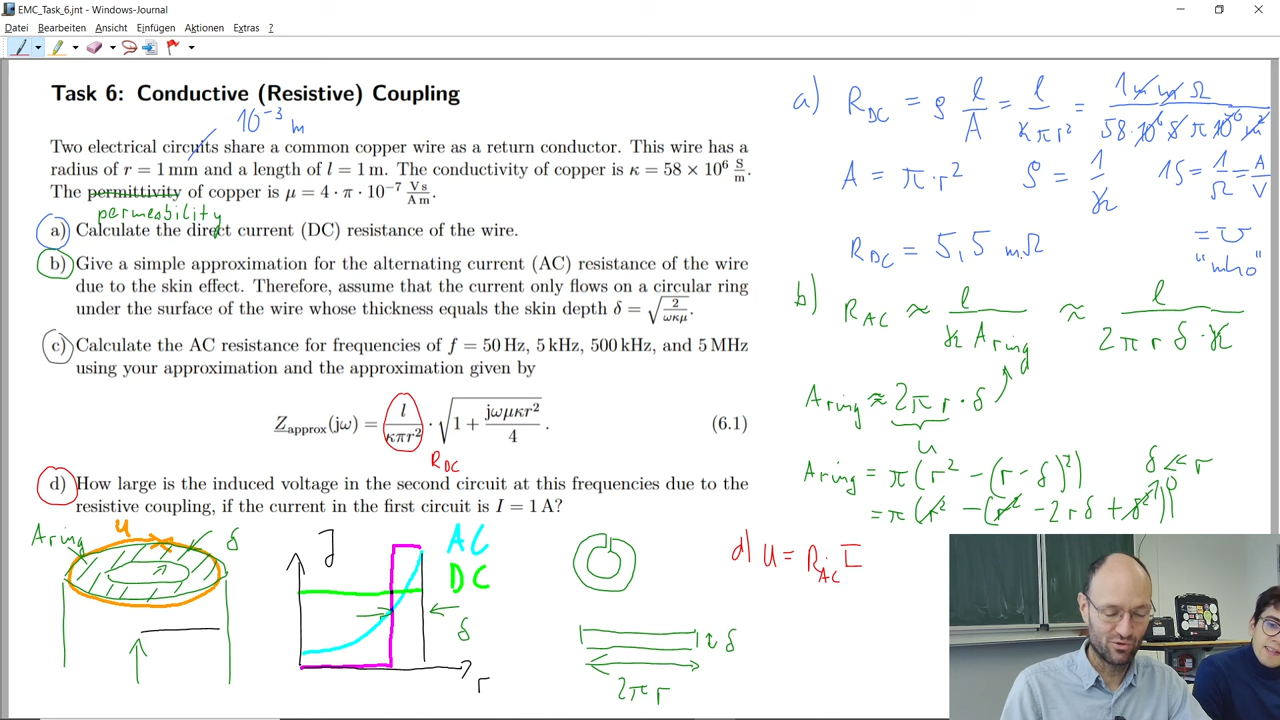 EMC_Task_6.jnt - Windows-Journal
Datei Bearbeiten Ansicht Einfügen Aktionen Extras ?
Task 6: Conductive (Resistive) Coupling
10⁻³ m
Two electrical circuits share a common copper wire as a return conductor. This wire has a
radius of r = 1 mm and a length of l = 1 m. The conductivity of copper is κ = 58 × 10⁶ S/m.
The permittivity of copper is μ = 4 · π · 10⁻⁷ Vs/Am.
permeability
a) Calculate the direct current (DC) resistance of the wire.
b) Give a simple approximation for the alternating current (AC) resistance of the wire
due to the skin effect. Therefore, assume that the current only flows on a circular ring
under the surface of the wire whose thickness equals the skin depth δ = √(2/ωκμ).
c) Calculate the AC resistance for frequencies of f = 50 Hz, 5 kHz, 500 kHz, and 5 MHz
using your approximation and the approximation given by
Z_approx(jω) = l/κπr² · √(1 + jωμκr²/4) . (6.1)
R_DC
d) How large is the induced voltage in the second circuit at this frequencies due to the
resistive coupling, if the current in the first circuit is I = 1 A?
A_ring u δ
J AC
DC
δ
r
δ
2π r
a) R_DC = ρ l/A = l/κπr² =
A = π·r² ρ = 1/κ 1S = 1/Ω = A/V
R_DC = 5,5 mΩ = ℧
"mho"
b) R_AC ≈ l/κ A_ring ≈ l/2π r δ·κ
A_ring ≈ 2π r · δ
u
A_ring = π(r² - (r - δ)²) δ << r
= π(r² - (r² - 2rδ + δ²)) →0
d) U = R_AC · I